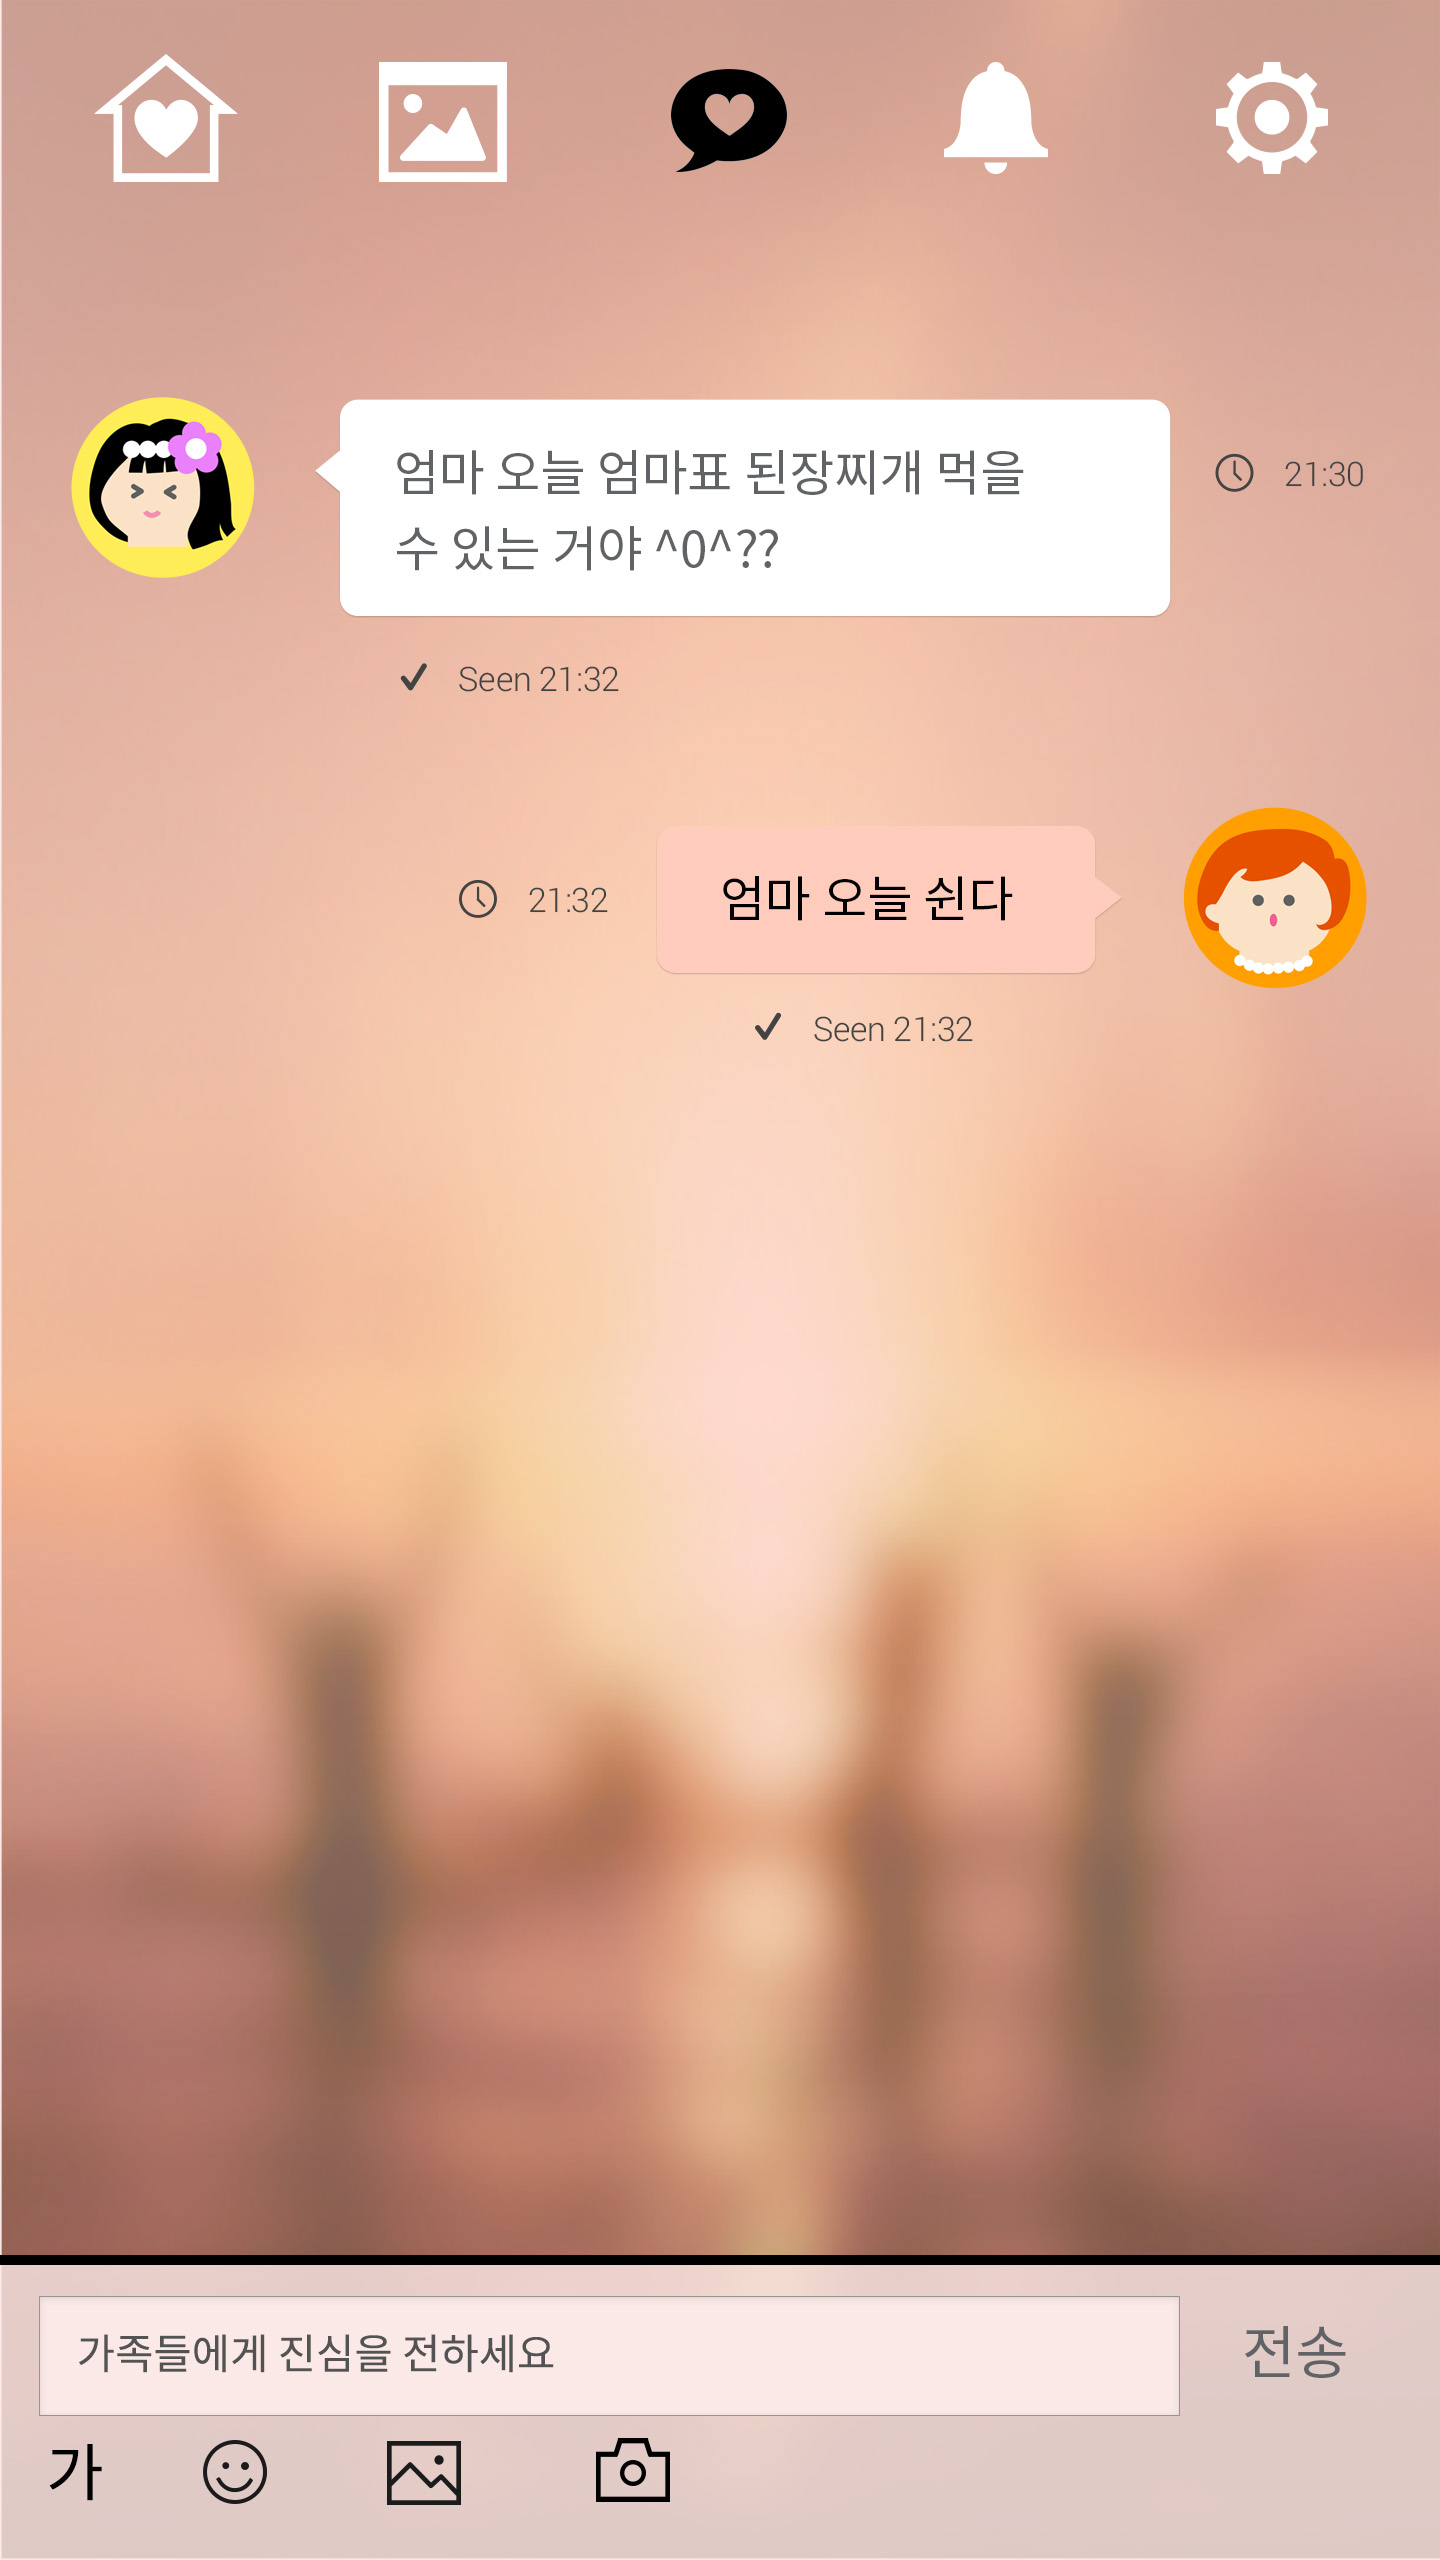 엄마 오늘 엄마표 된장찌개 먹을
수 있는 거야 ^0^??
21:30
Seen 21:32
21:32
엄마 오늘 쉰다
Seen 21:32
가족들에게 진심을 전하세요
전송
가